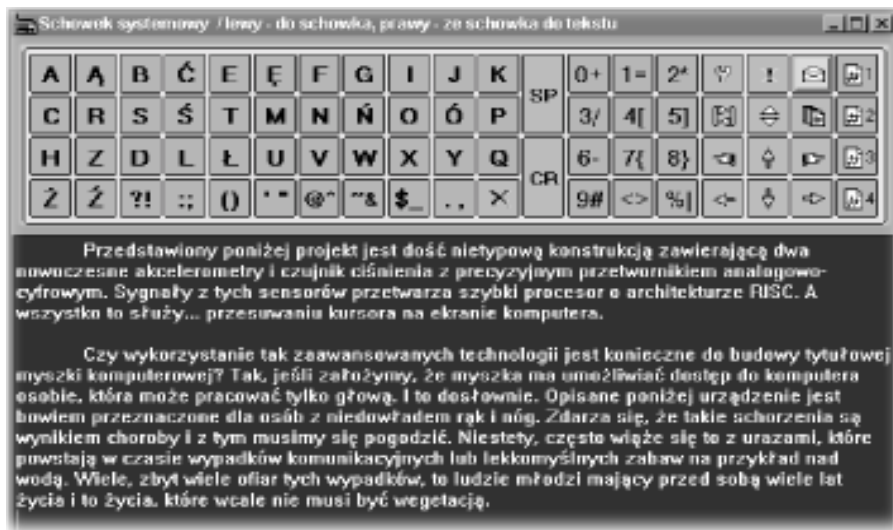 Schowek systemowy / lewy - do schowka, prawy - ze schowka do tekstu
A Ą B Ć E Ę F G I J K SP 0+ 1= 2* ! 1
C R S Ś T M N Ń O Ó P 3/ 4[ 5] 2
H Z D L Ł U V W X Y Q CR 6- 7{ 8} 3
Ż Ź ?! :; () ' " @^ ~& $_ . , X 9# <> %| 4
Przedstawiony poniżej projekt jest dość nietypową konstrukcją zawierającą dwa
nowoczesne akcelerometry i czujnik ciśnienia z precyzyjnym przetwornikiem analogowo-
cyfrowym. Sygnały z tych sensorów przetwarza szybki procesor o architekturze RISC. A
wszystko to służy... przesuwaniu kursora na ekranie komputera.
Czy wykorzystanie tak zaawansowanych technologii jest konieczne do budowy tytułowej
myszki komputerowej? Tak, jeśli założymy, że myszka ma umożliwiać dostęp do komputera
osobie, która może pracować tylko głową. I to dosłownie. Opisane poniżej urządzenie jest
bowiem przeznaczone dla osób z niedowładem rąk i nóg. Zdarza się, że takie schorzenia są
wynikiem choroby i z tym musimy się pogodzić. Niestety, często wiąże się to z urazami, które
powstają w czasie wypadków komunikacyjnych lub lekkomyślnych zabaw na przykład nad
wodą. Wiele, zbyt wiele ofiar tych wypadków, to ludzie młodzi mający przed sobą wiele lat
życia i to życia, które wcale nie musi być wegetacją.